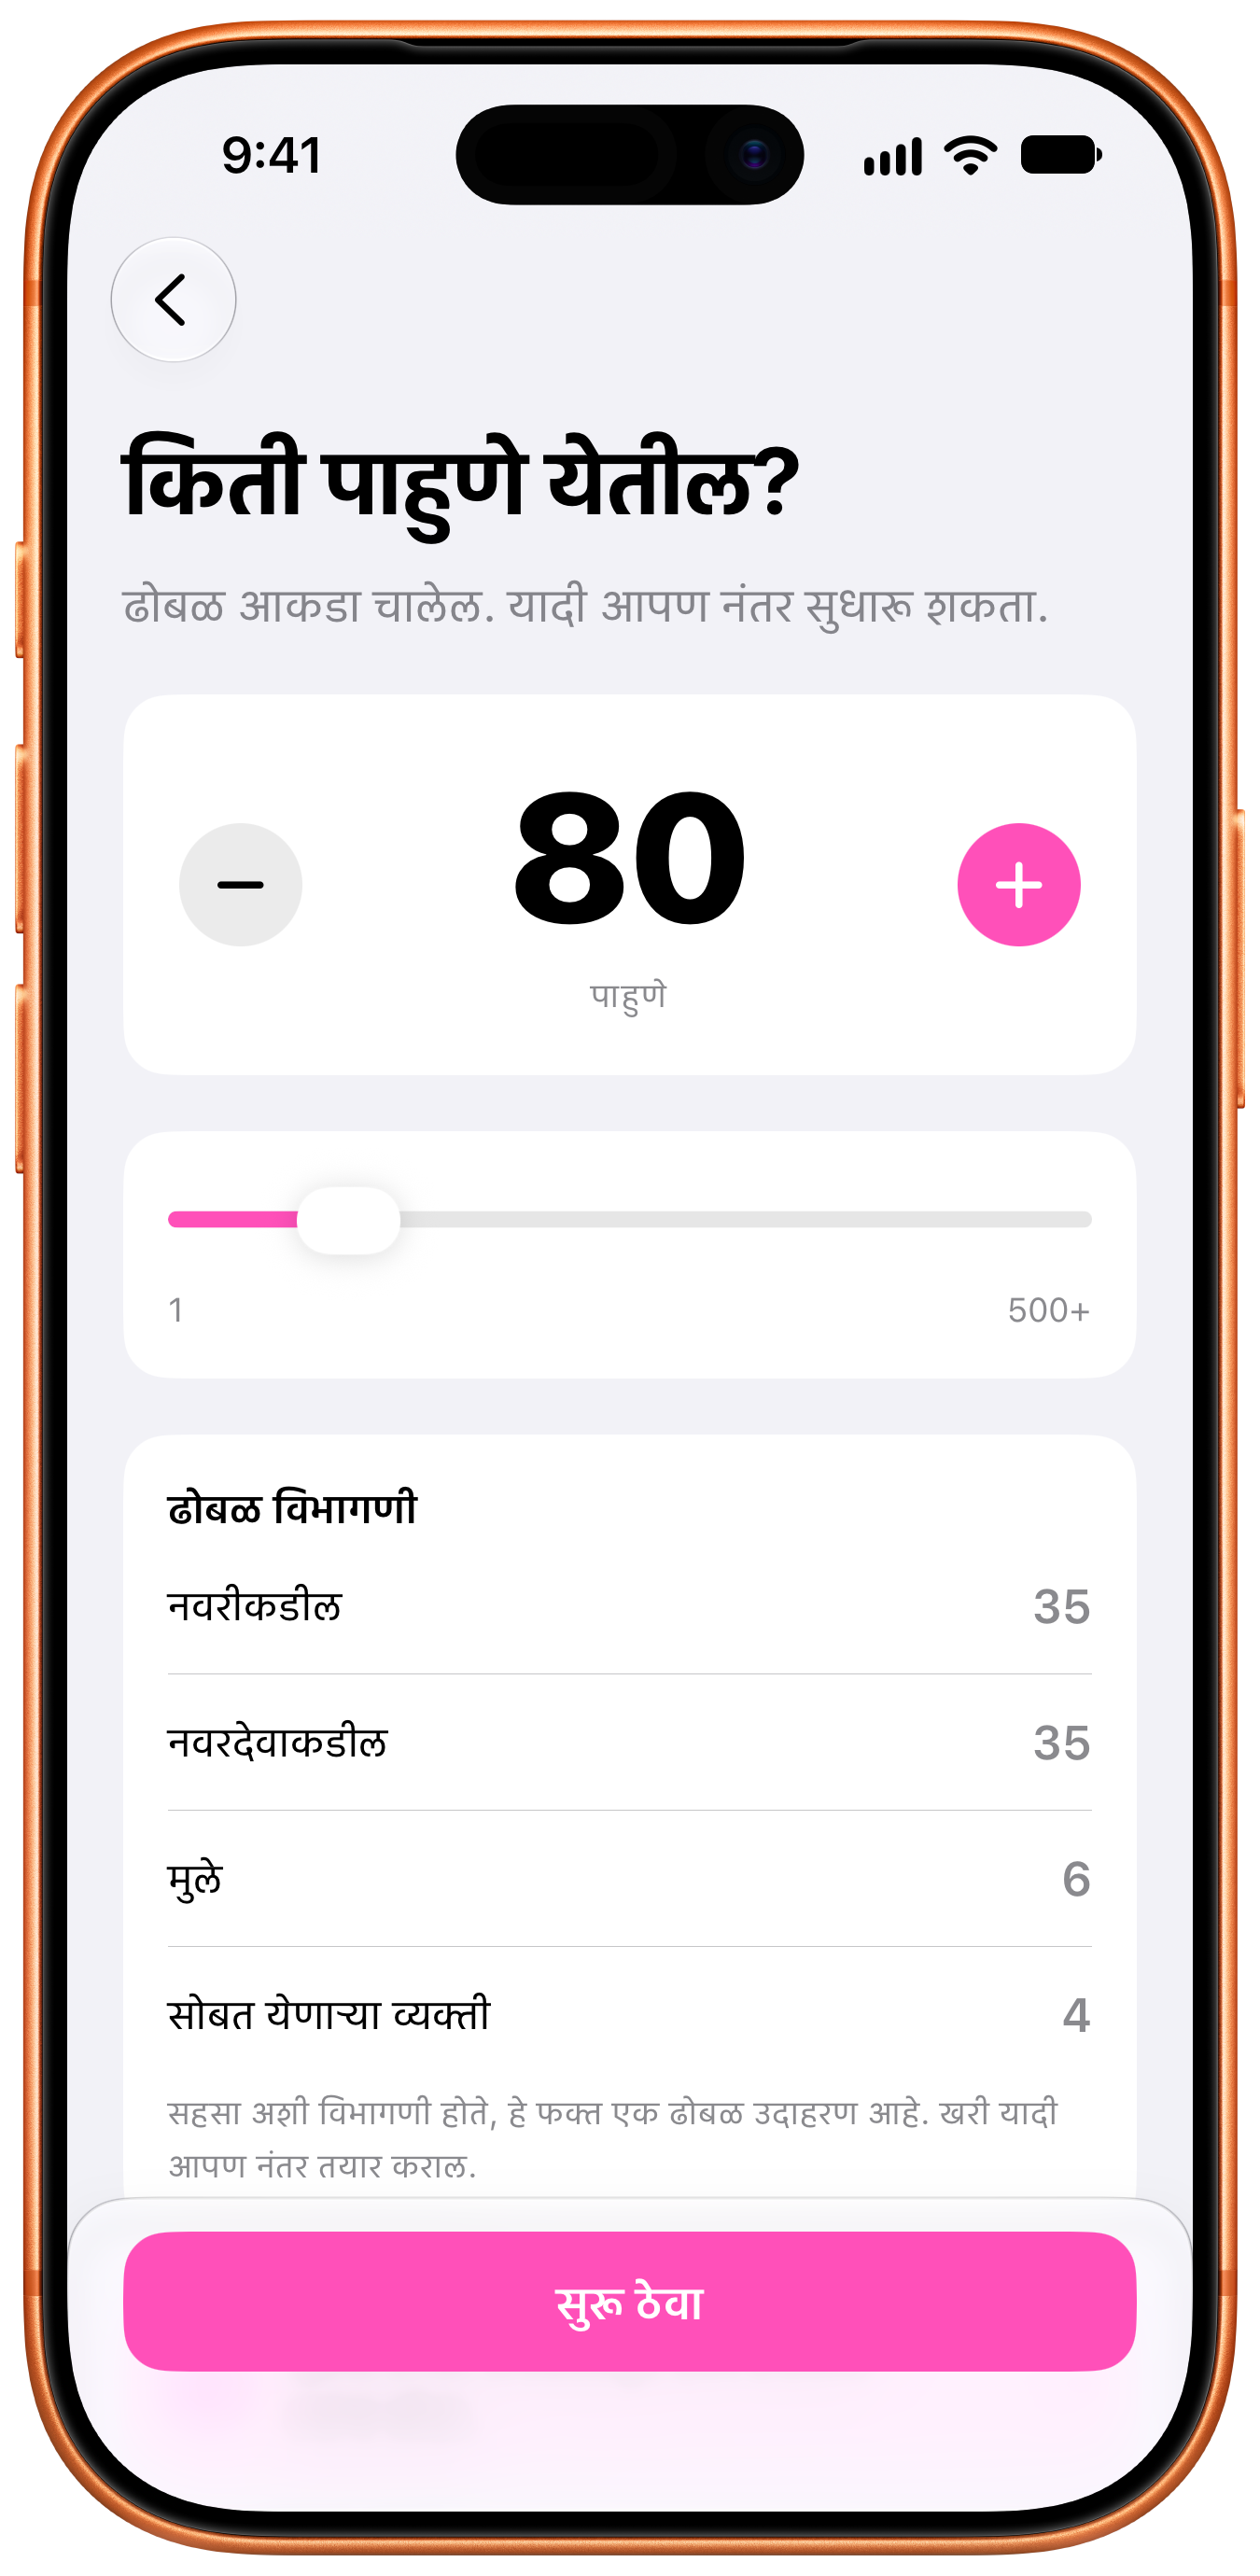 9:41
किती पाहुणे येतील?
ढोबळ आकडा चालेल. यादी आपण नंतर सुधारू शकता.
80
पाहुणे
1
500+
ढोबळ विभागणी
नवरीकडील 35
नवरदेवाकडील 35
मुले 6
सोबत येणाऱ्या व्यक्ती 4
सहसा अशी विभागणी होते, हे फक्त एक ढोबळ उदाहरण आहे. खरी यादी
आपण नंतर तयार कराल.
सुरू ठेवा